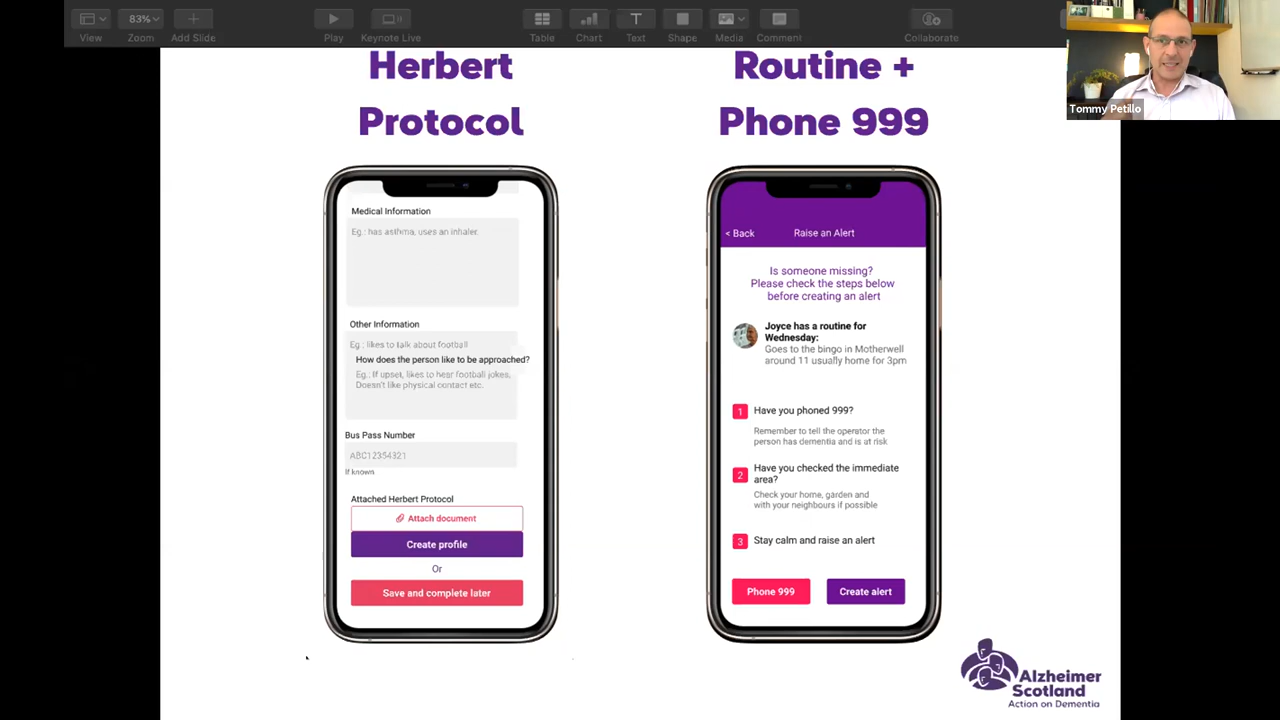 View
Zoom
Add Slide
83%
Play
Keynote Live
Table
Chart
Text
Shape
Media
Comment
Collaborate
Tommy Petillo
Herbert
Protocol
Medical Information
Eg.: has asthma, uses an inhaler.
Other Information
Eg : likes to talk about football
How does the person like to be approached?
Eg.: If upset, likes to hear football jokes.
Doesn't like physical contact etc.
Bus Pass Number
ABC12354321
If known
Attached Herbert Protocol
Attach document
Create profile
Or
Save and complete later
Routine +
Phone 999
< Back
Raise an Alert
Is someone missing?
Please check the steps below
before creating an alert
Joyce has a routine for
Wednesday:
Goes to the bingo in Motherwell
around 11 usually home for 3pm
1 Have you phoned 999?
Remember to tell the operator the
person has dementia and is at risk
2 Have you checked the immediate
area?
Check your home, garden and
with your neighbours if possible
3 Stay calm and raise an alert
Phone 999
Create alert
Alzheimer
Scotland
Action on Dementia